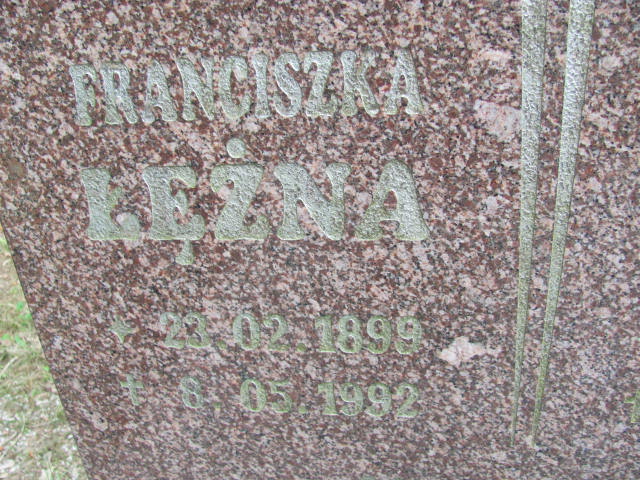 FRANCISZKA
ŁĘŻNA
* 23.02.1899
† 8.05.1992